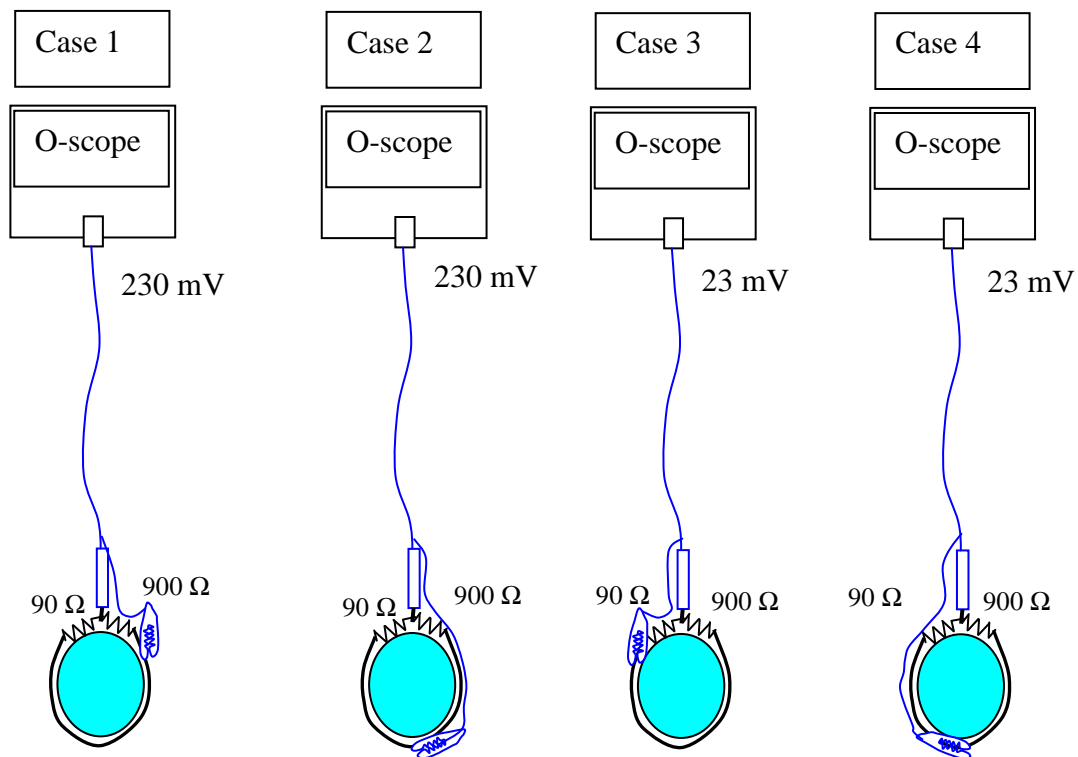 Case 1
Case 2
Case 3
Case 4
O-scope
O-scope
O-scope
O-scope
230 mV
230 mV
23 mV
23 mV
90 Ω
900 Ω
90 Ω
900 Ω
90 Ω
900 Ω
90 Ω
900 Ω